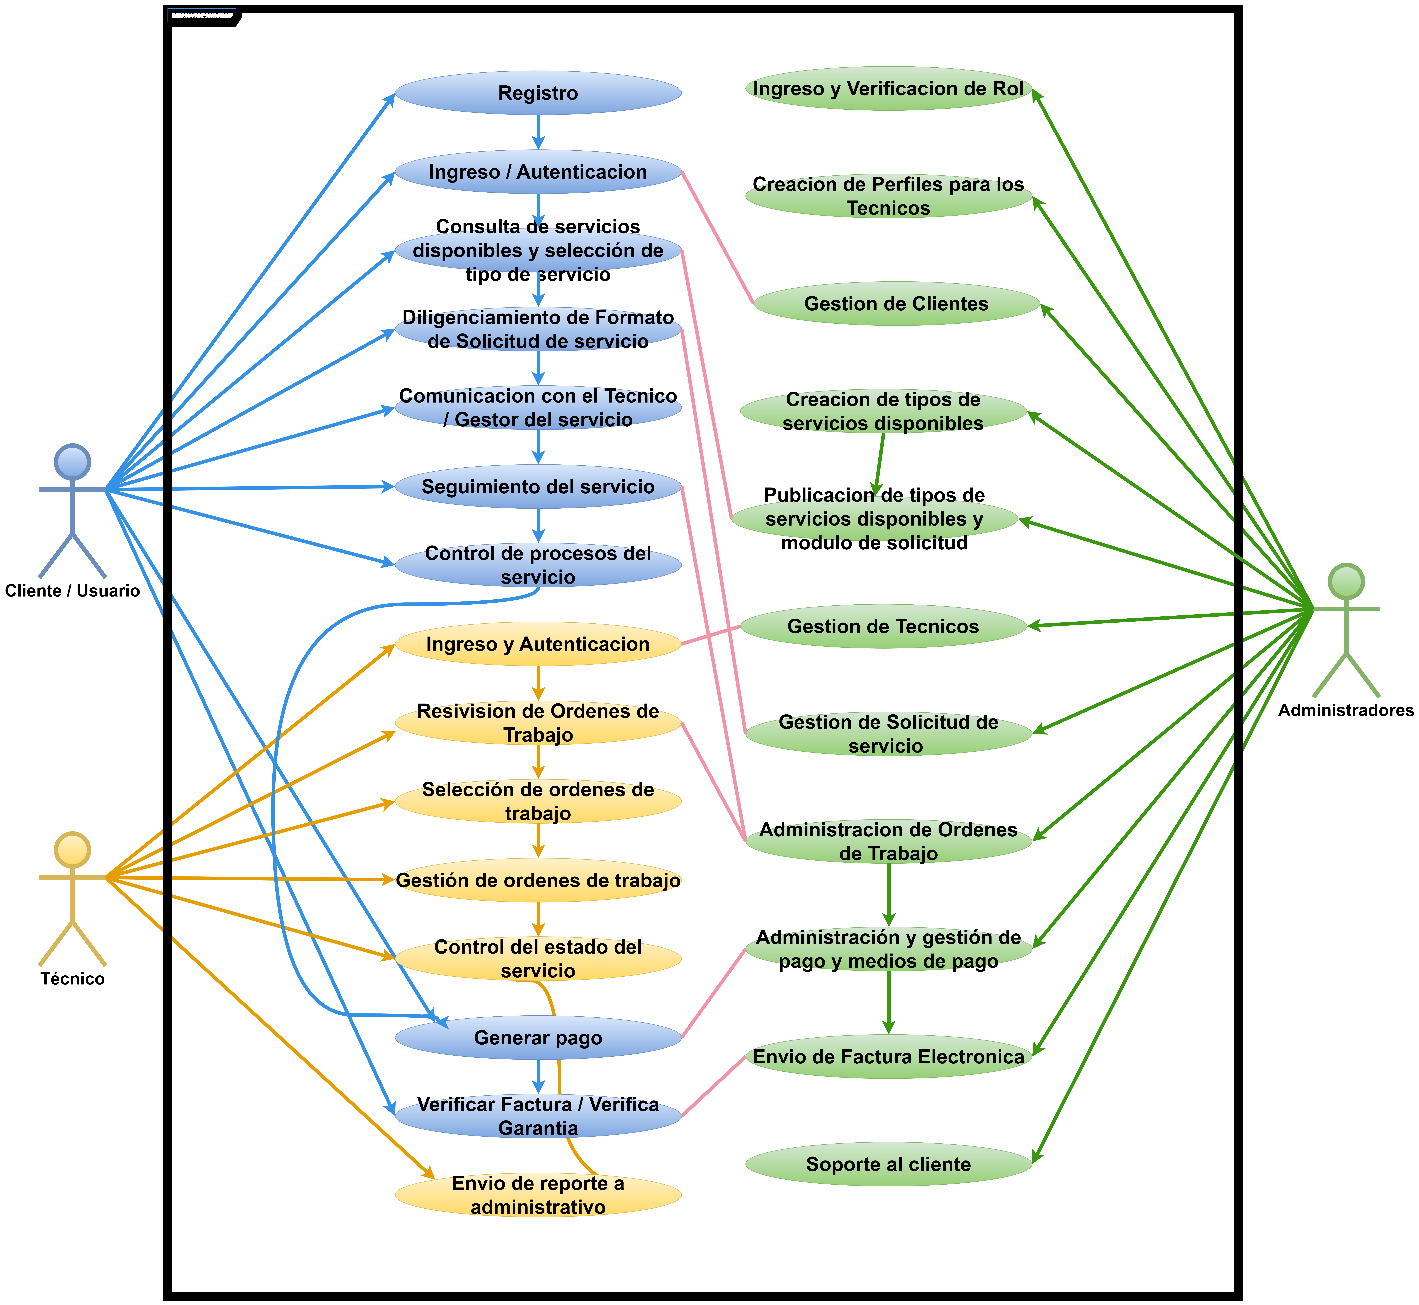 Registro
Ingreso / Autenticacion
Consulta de servicios
disponibles y selección de
tipo de servicio
Diligenciamiento de Formato
de Solicitud de servicio
Comunicacion con el Tecnico
/ Gestor del servicio
Seguimiento del servicio
Control de procesos del
servicio
Ingreso y Autenticacion
Resivision de Ordenes de
Trabajo
Selección de ordenes de
trabajo
Gestión de ordenes de trabajo
Control del estado del
servicio
Generar pago
Verificar Factura / Verifica
Garantia
Envio de reporte a
administrativo
Ingreso y Verificacion de Rol
Creacion de Perfiles para los
Tecnicos
Gestion de Clientes
Creacion de tipos de
servicios disponibles
Publicacion de tipos de
servicios disponibles y
modulo de solicitud
Gestion de Tecnicos
Gestion de Solicitud de
servicio
Administracion de Ordenes
de Trabajo
Administración y gestión de
pago y medios de pago
Envio de Factura Electronica
Soporte al cliente
Cliente / Usuario
Técnico
Administradores